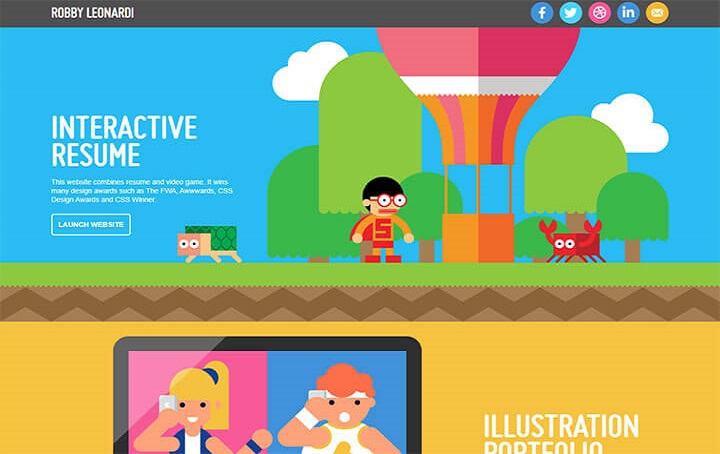 ROBBY LEONARDI
INTERACTIVE
RESUME
This website combines resume and video game. It wins
many design awards such as The FWA, Awwwards, CSS
Design Awards and CSS Winner.
LAUNCH WEBSITE
S
ILLUSTRATION
PORTFOLIO